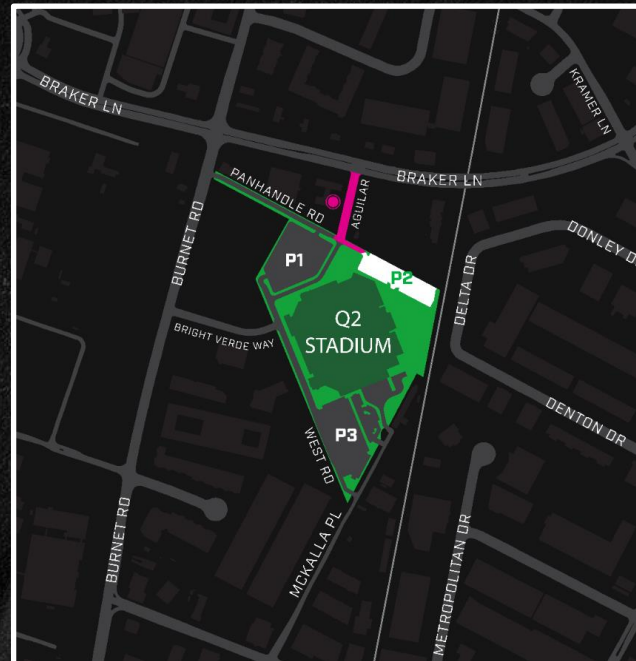 KRAMER LN
BRAKER LN
BRAKER LN
PANHANDLE RD
AGUILAR
BURNET RD
DONLEY D
P1
P2
DELTA DR
Q2
STADIUM
BRIGHT VERDE WAY
DENTON DR
P3
WEST RD
BURNET RD
MCKALLA PL
METROPOLITAN DR